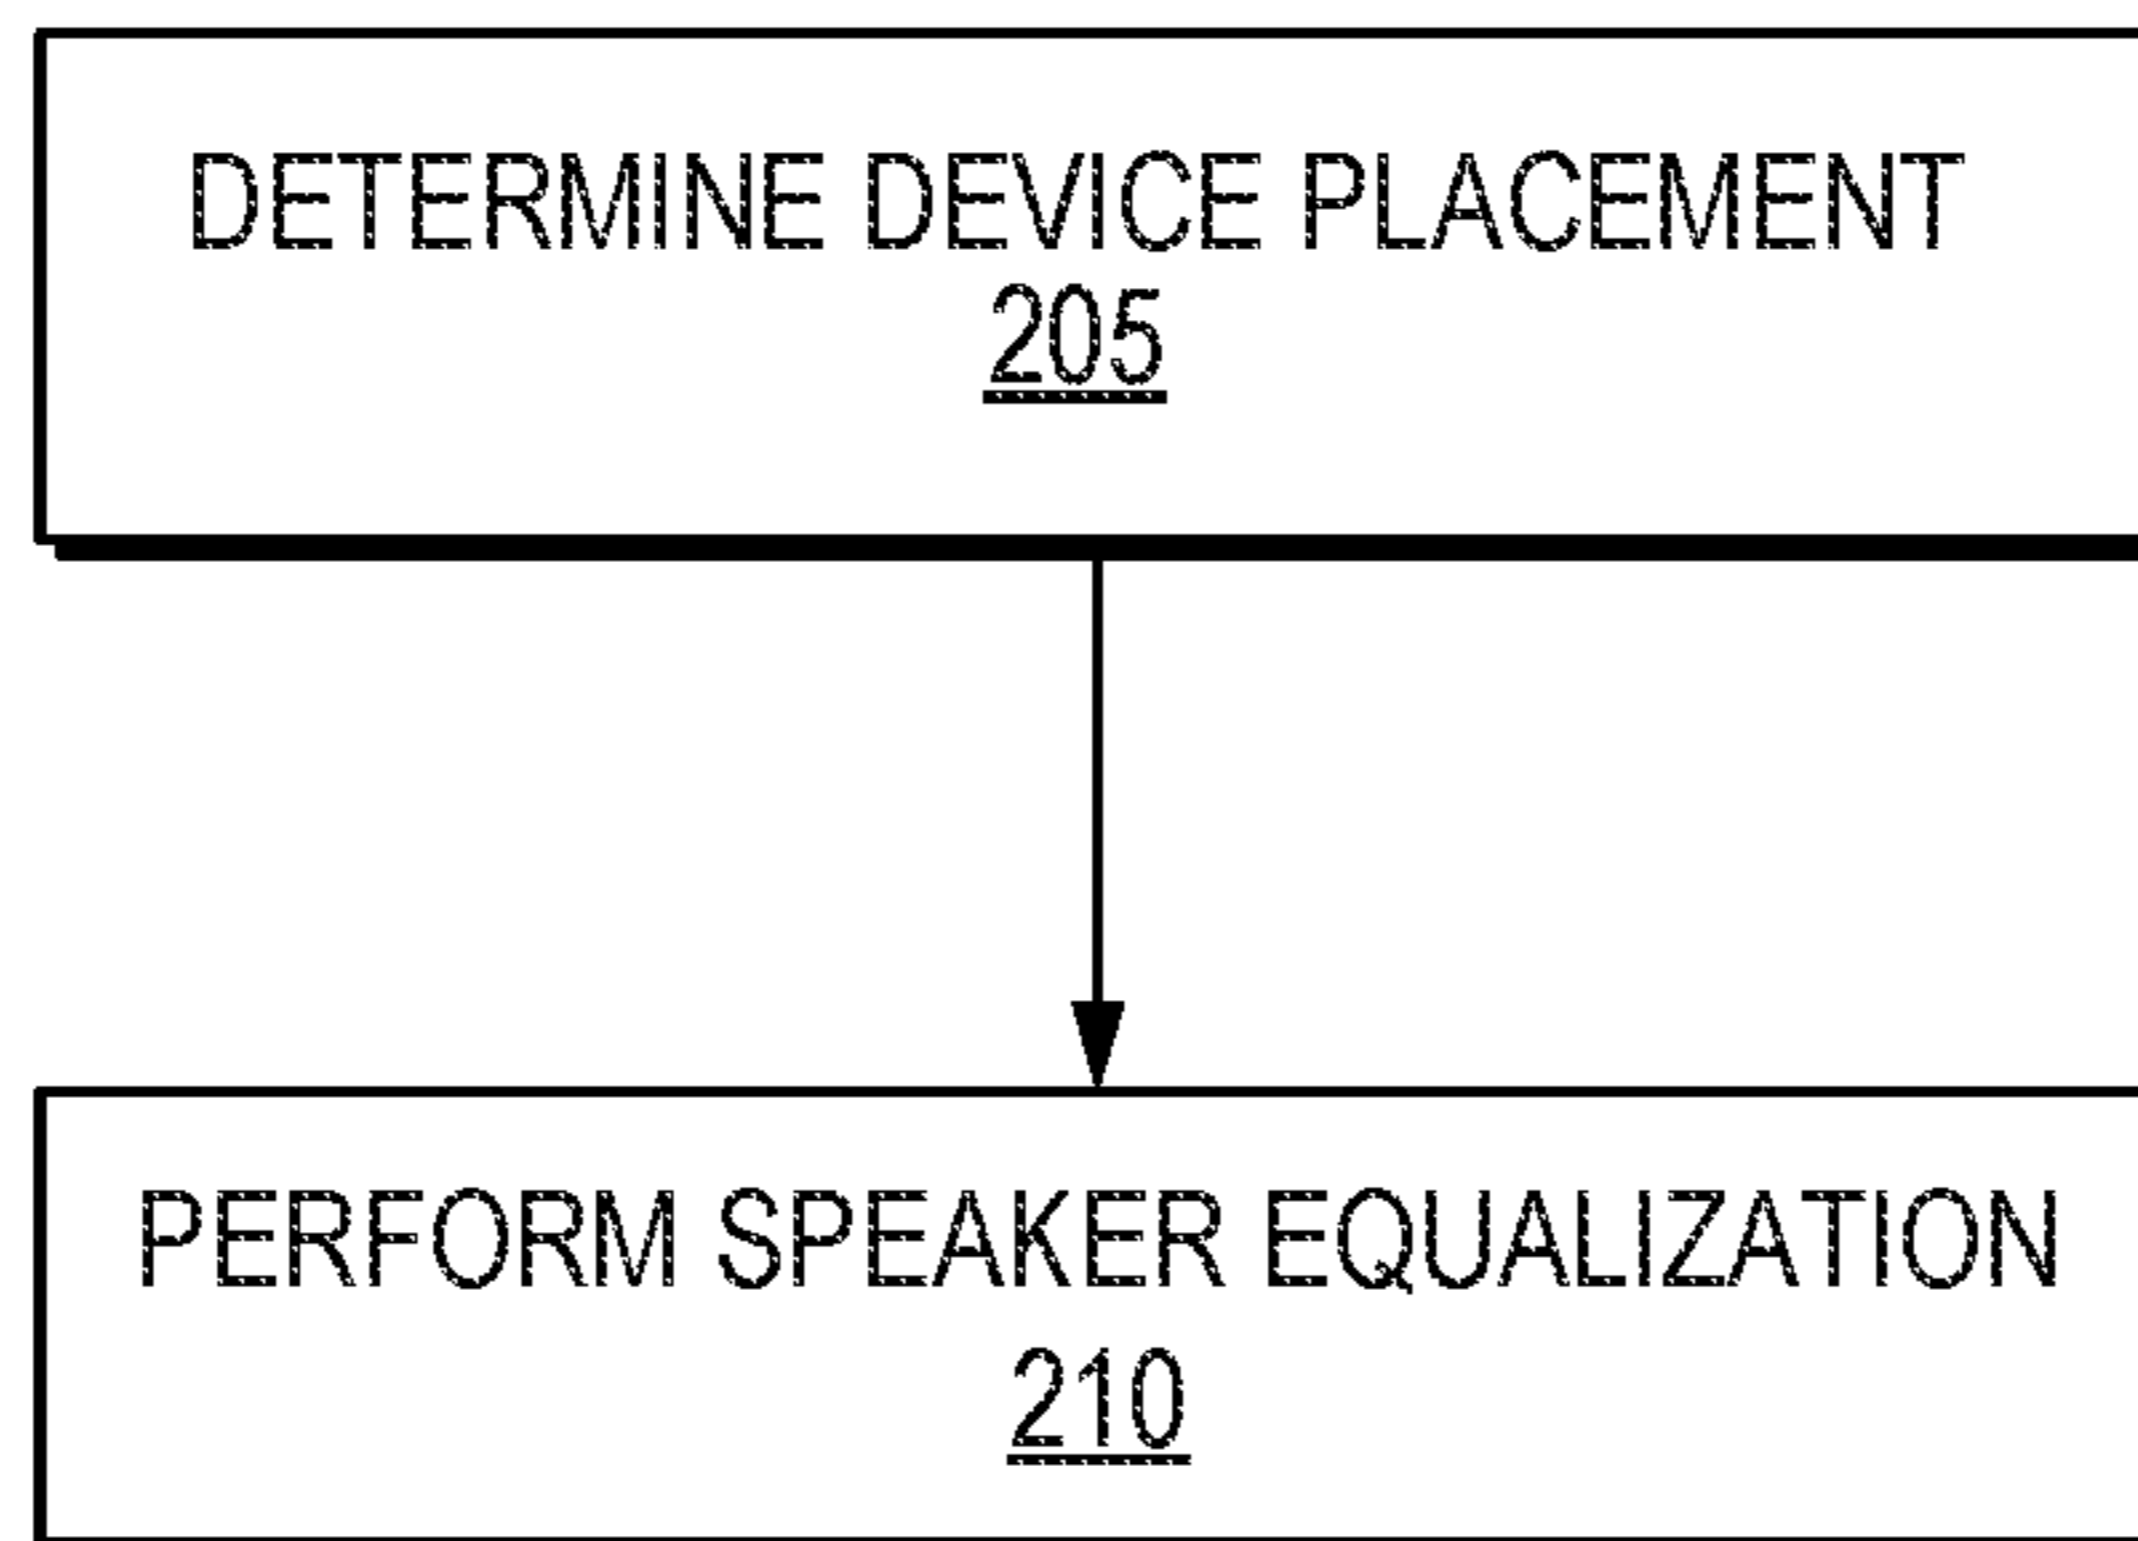 DETERMINE DEVICE PLACEMENT
205
PERFORM SPEAKER EQUALIZATION
210